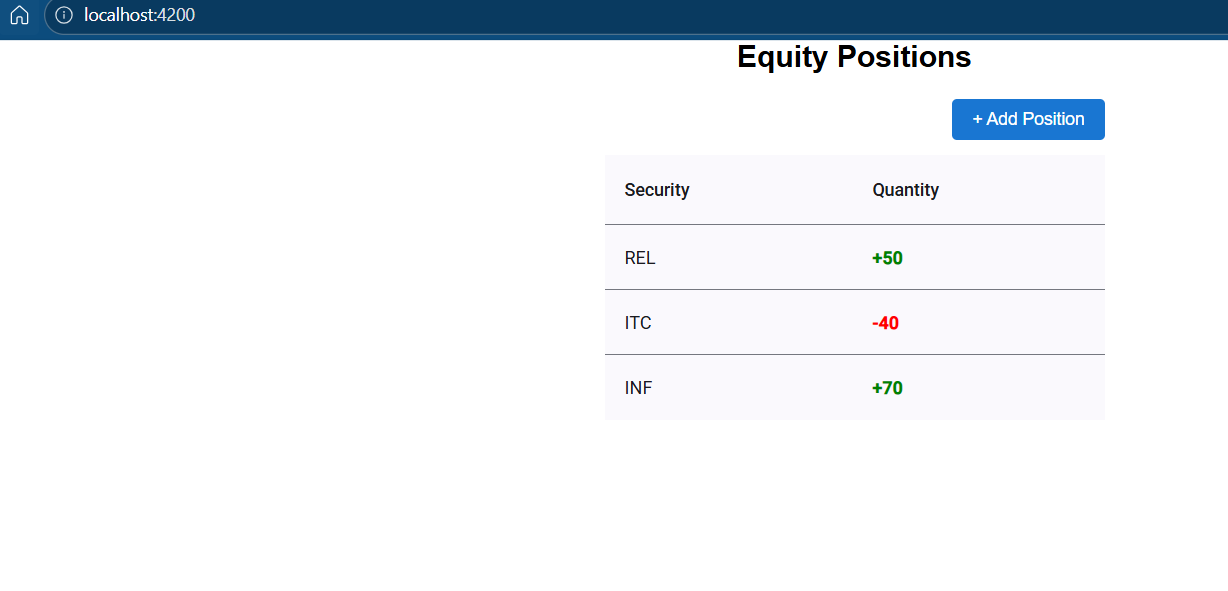 localhost:4200
Equity Positions
+ Add Position
Security Quantity
REL +50
ITC -40
INF +70